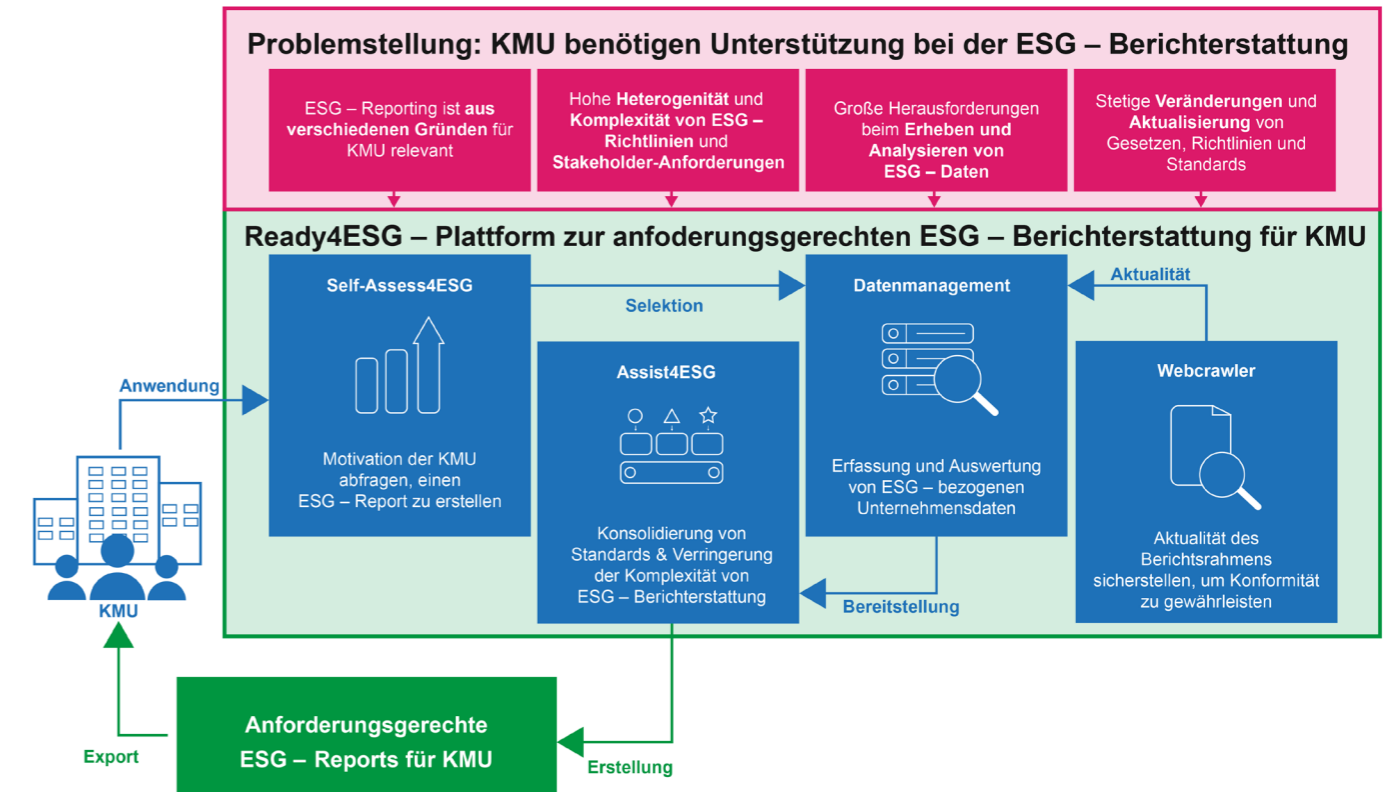 Problemstellung: KMU benötigen Unterstützung bei der ESG – Berichterstattung
ESG – Reporting ist aus
verschiedenen Gründen für
KMU relevant
Hohe Heterogenität und
Komplexität von ESG –
Richtlinien und
Stakeholder-Anforderungen
Große Herausforderungen
beim Erheben und
Analysieren von
ESG – Daten
Stetige Veränderungen und
Aktualisierung von
Gesetzen, Richtlinien und
Standards
Ready4ESG – Plattform zur anfoderungsgerechten ESG – Berichterstattung für KMU
Anwendung
Self-Assess4ESG
Motivation der KMU
abfragen, einen
ESG – Report zu erstellen
Selektion
Assist4ESG
Konsolidierung von
Standards & Verringerung
der Komplexität von
ESG – Berichterstattung
Datenmanagement
Erfassung und Auswertung
von ESG – bezogenen
Unternehmensdaten
Aktualität
Webcrawler
Aktualität des
Berichtsrahmens
sicherstellen, um Konformität
zu gewährleisten
Bereitstellung
KMU
Anforderungsgerechte
ESG – Reports für KMU
Export
Erstellung